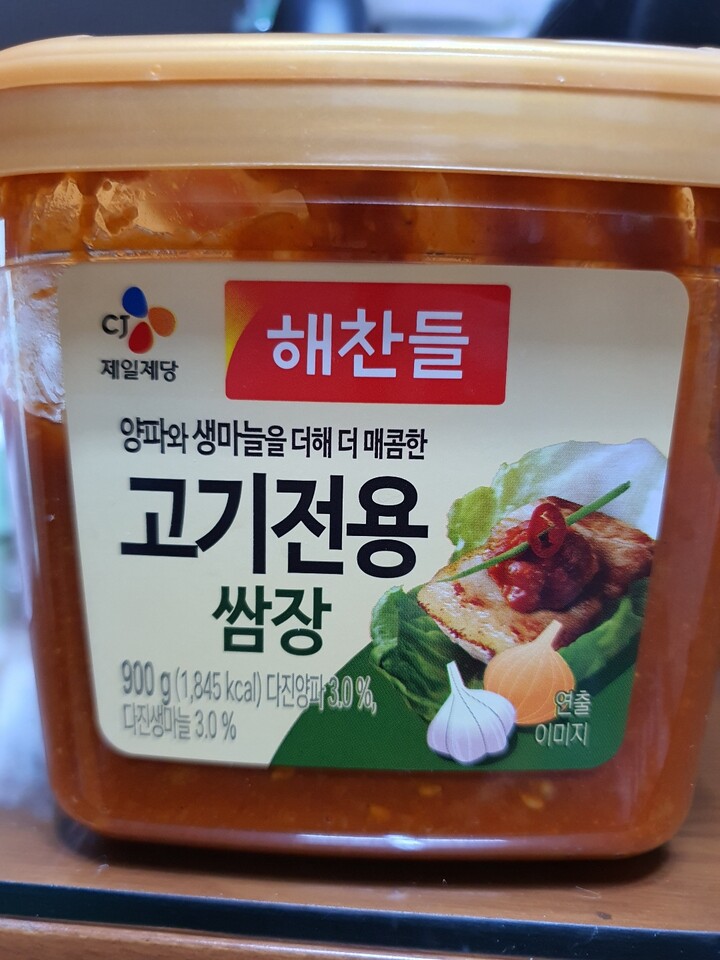 CJ
제일제당
해찬들
양파와 생마늘을 더해 더 매콤한
고기전용
쌈장
900 g (1,845 kcal) 다진양파 3.0 %,
다진생마늘 3.0 %
연출
이미지